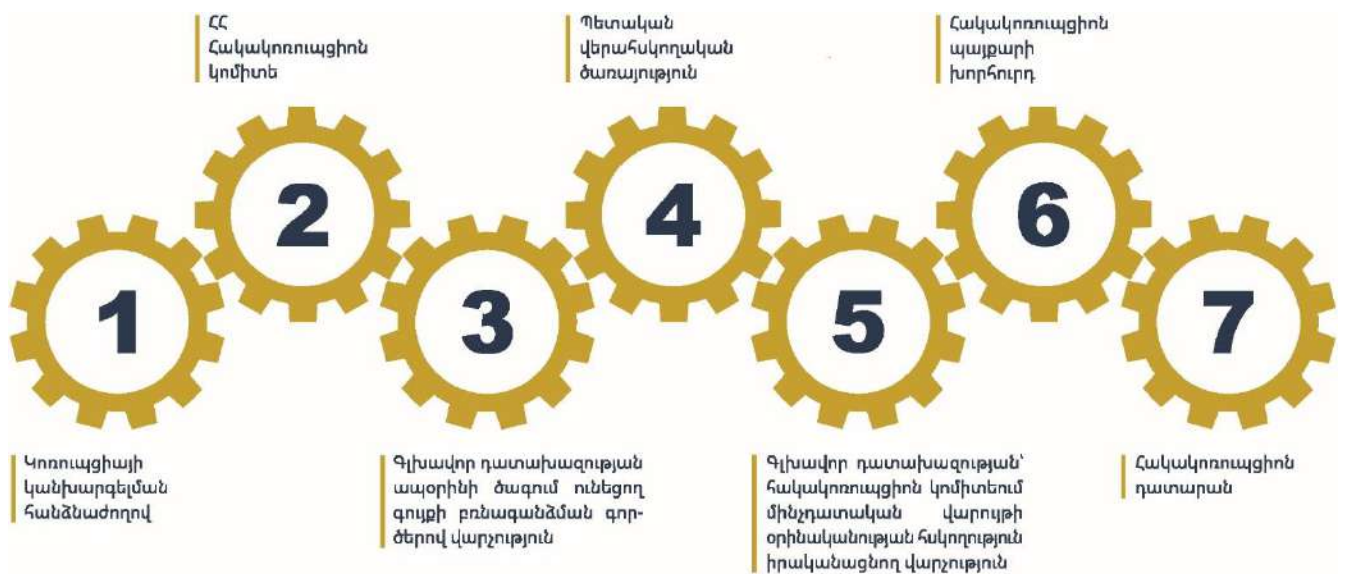 ՀՀ
Հակակոռուպցիոն
կոմիտե
Պետական
վերահսկողական
ծառայություն
Հակակոռուպցիոն
պայքարի
խորհուրդ
1
2
3
4
5
6
7
Կոռուպցիայի
կանխարգելման
հանձնաժողով
Գլխավոր դատախազության
ապօրինի ծագում ունեցող
գույքի բռնագանձման գոր-
ծերով վարչություն
Գլխավոր դատախազության՝
հակակոռուպցիոն կոմիտեում
մինչդատական վարույթի
օրինականության հսկողություն
իրականացնող վարչություն
Հակակոռուպցիոն
դատարան